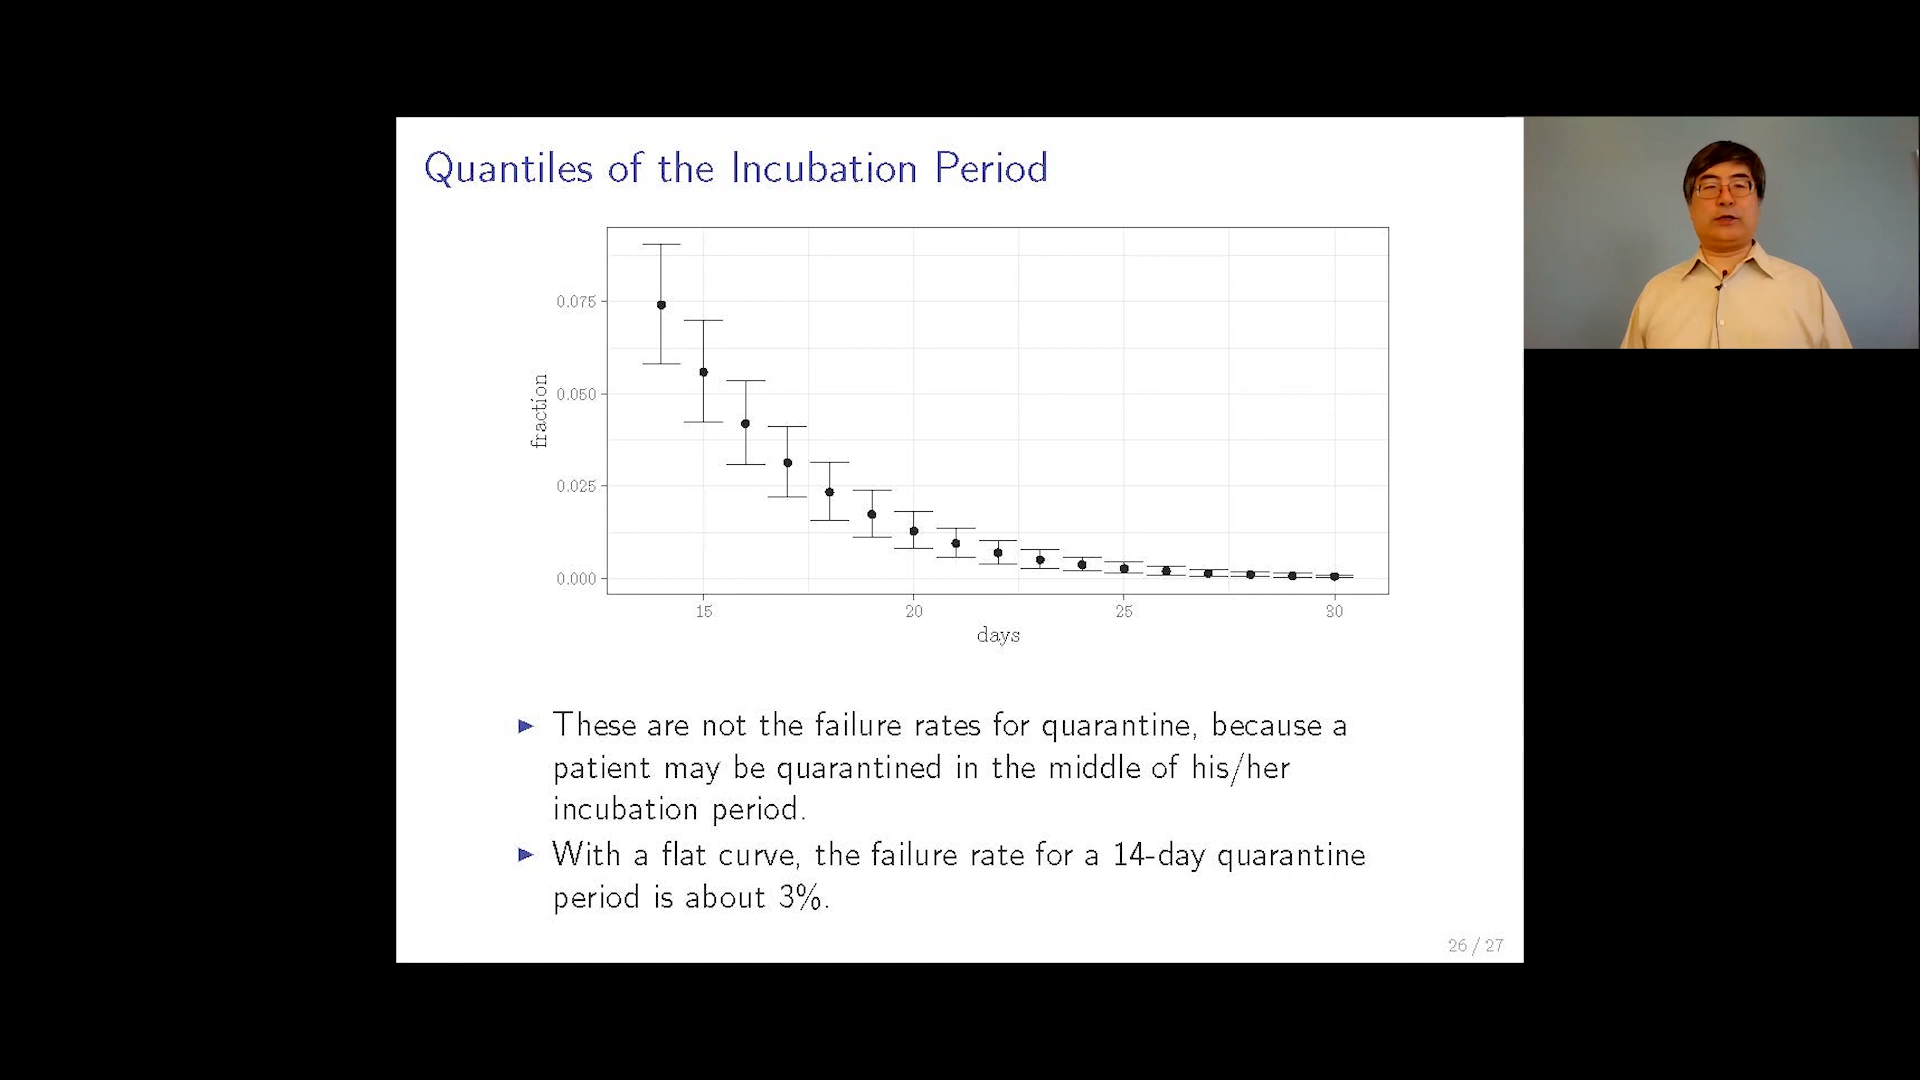 Quantiles of the Incubation Period
0.075
0.050
0.025
0.000
fraction
15 20 25 30
days
These are not the failure rates for quarantine, because a
patient may be quarantined in the middle of his/her
incubation period.
With a flat curve, the failure rate for a 14-day quarantine
period is about 3%.
26 / 27